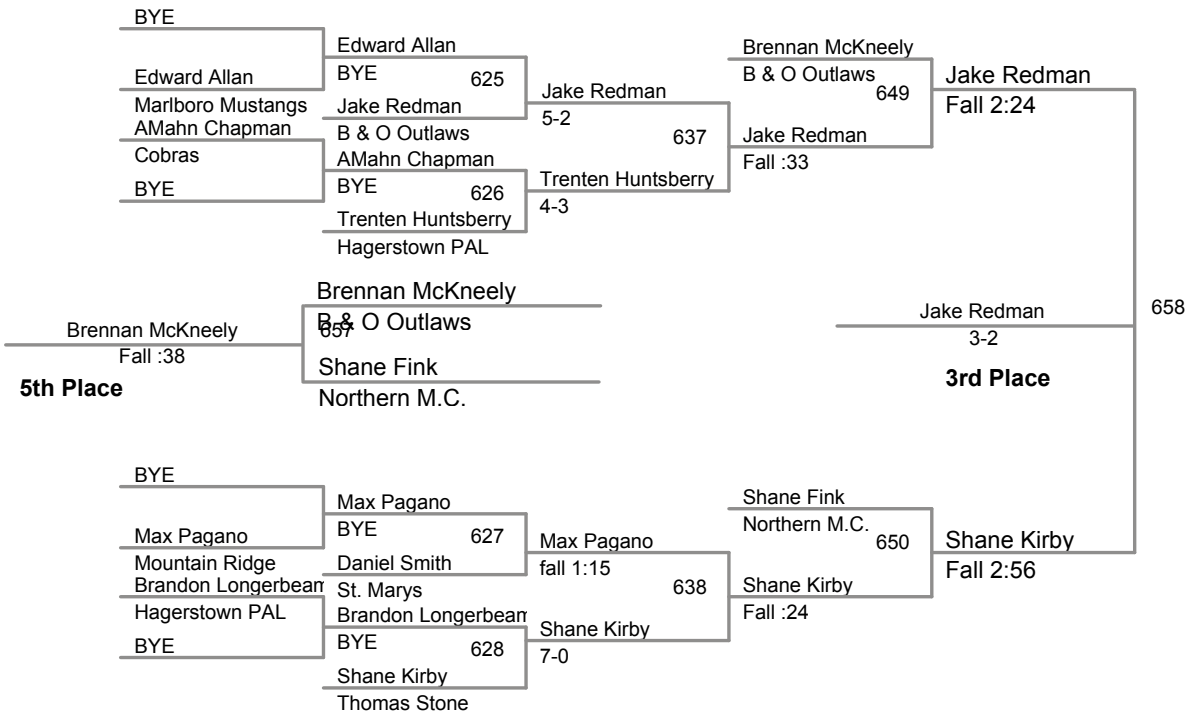 BYE
Edward Allan
Brennan McKneely
Edward Allan
BYE
625
B & O Outlaws
649
Jake Redman
Marlboro Mustangs
Jake Redman
Jake Redman
Fall 2:24
AMahn Chapman
B & O Outlaws
5-2
637
Jake Redman
Cobras
AMahn Chapman
Fall :33
BYE
BYE
626
Trenten Huntsberry
Trenten Huntsberry
4-3
Hagerstown PAL
Brennan McKneely
B & O Outlaws
657
Brennan McKneely
Fall :38
Shane Fink
Northern M.C.
5th Place
Jake Redman
3-2
658
3rd Place
BYE
Max Pagano
Shane Fink
Max Pagano
BYE
627
Northern M.C.
650
Shane Kirby
Mountain Ridge
Daniel Smith
Max Pagano
Fall 2:56
Brandon Longerbeam
St. Marys
fall 1:15
638
Shane Kirby
Hagerstown PAL
Brandon Longerbeam
Fall :24
BYE
BYE
628
Shane Kirby
Shane Kirby
7-0
Thomas Stone